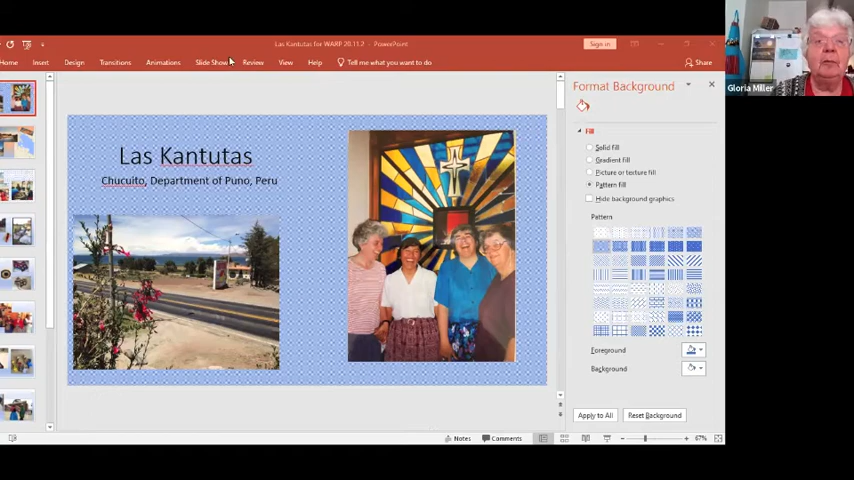 Las Kantutas for WARP 20.11.2 - PowerPoint
Sign in
Home Insert Design Transitions Animations Slide Show Review View Help Tell me what you want to do Share
Gloria Miller
Format Background
Fill
Solid fill
Gradient fill
Picture or texture fill
Pattern fill
Hide background graphics
Pattern
Foreground
Background
Apply to All Reset Background
Las Kantutas
Chucuito, Department of Puno, Peru
Notes Comments 67%